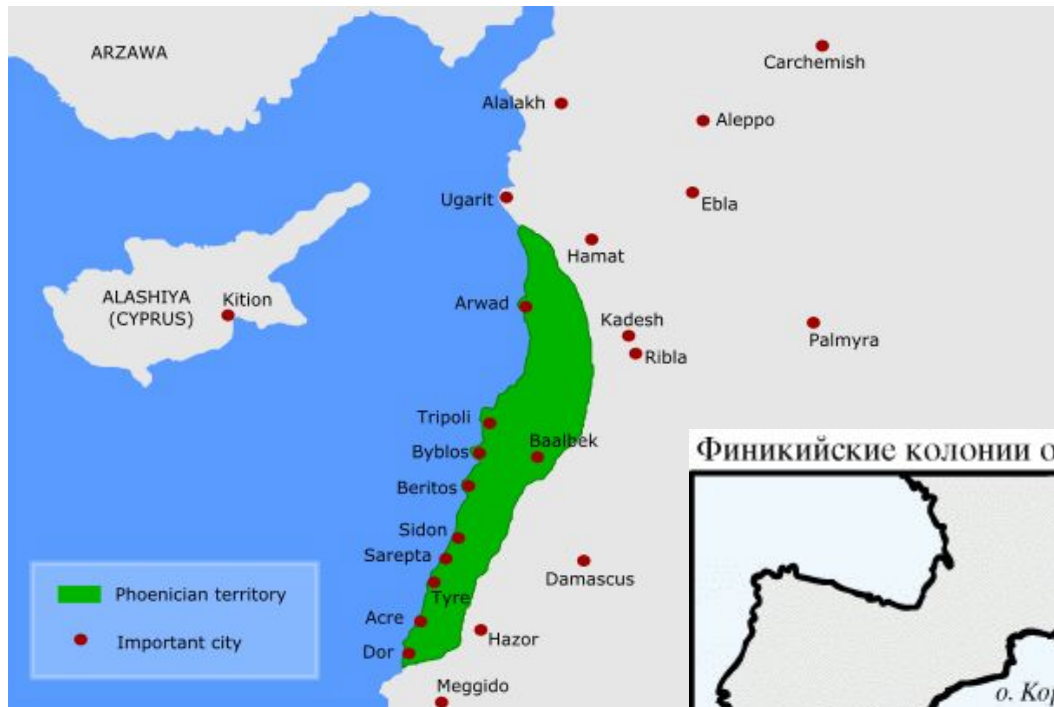 ARZAWA
Carchemish
Alalakh
Aleppo
Ugarit
Ebla
Hamat
ALASHIYA
(CYPRUS)
Kition
Arwad
Kadesh
Ribla
Palmyra
Tripoli
Byblos
Baalbek
Beritos
Sidon
Sarepta
Damascus
Tyre
Acre
Hazor
Dor
Meggido
Phoenician territory
Important city
Финикийские колонии о
о. Кор